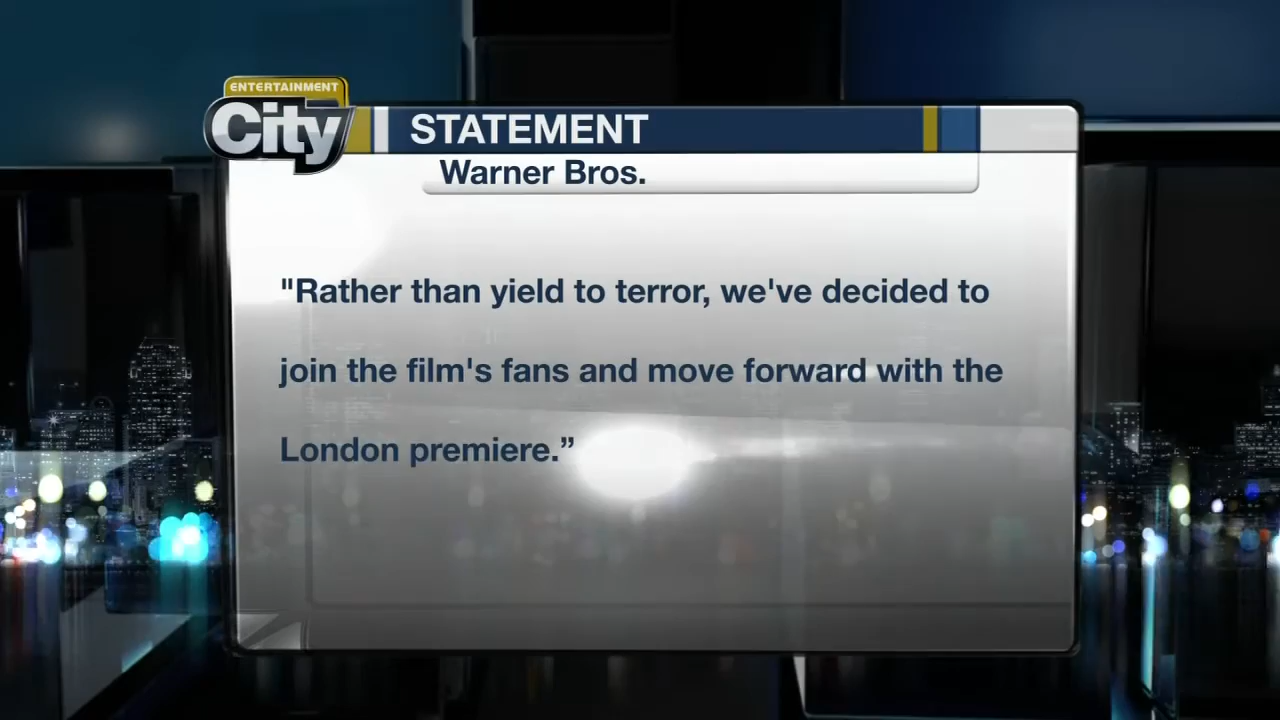 ENTERTAINMENT
City
STATEMENT
Warner Bros.
"Rather than yield to terror, we've decided to
join the film's fans and move forward with the
London premiere.”